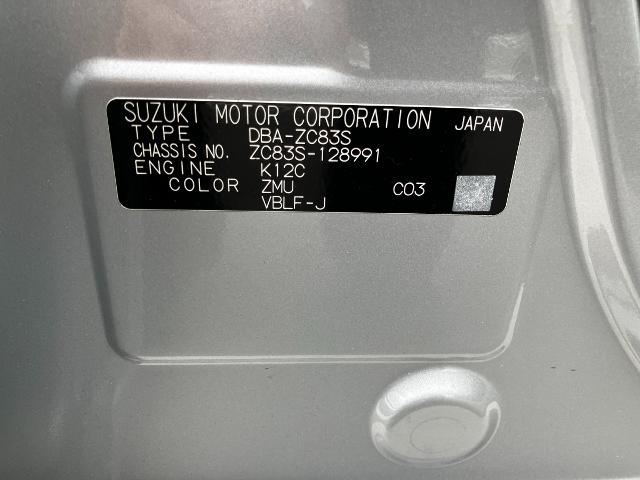 SUZUKI MOTOR CORPORATION JAPAN
TYPE DBA-ZC83S
CHASSIS NO. ZC83S-128991
ENGINE K12C
COLOR ZMU C03
VBLF-J